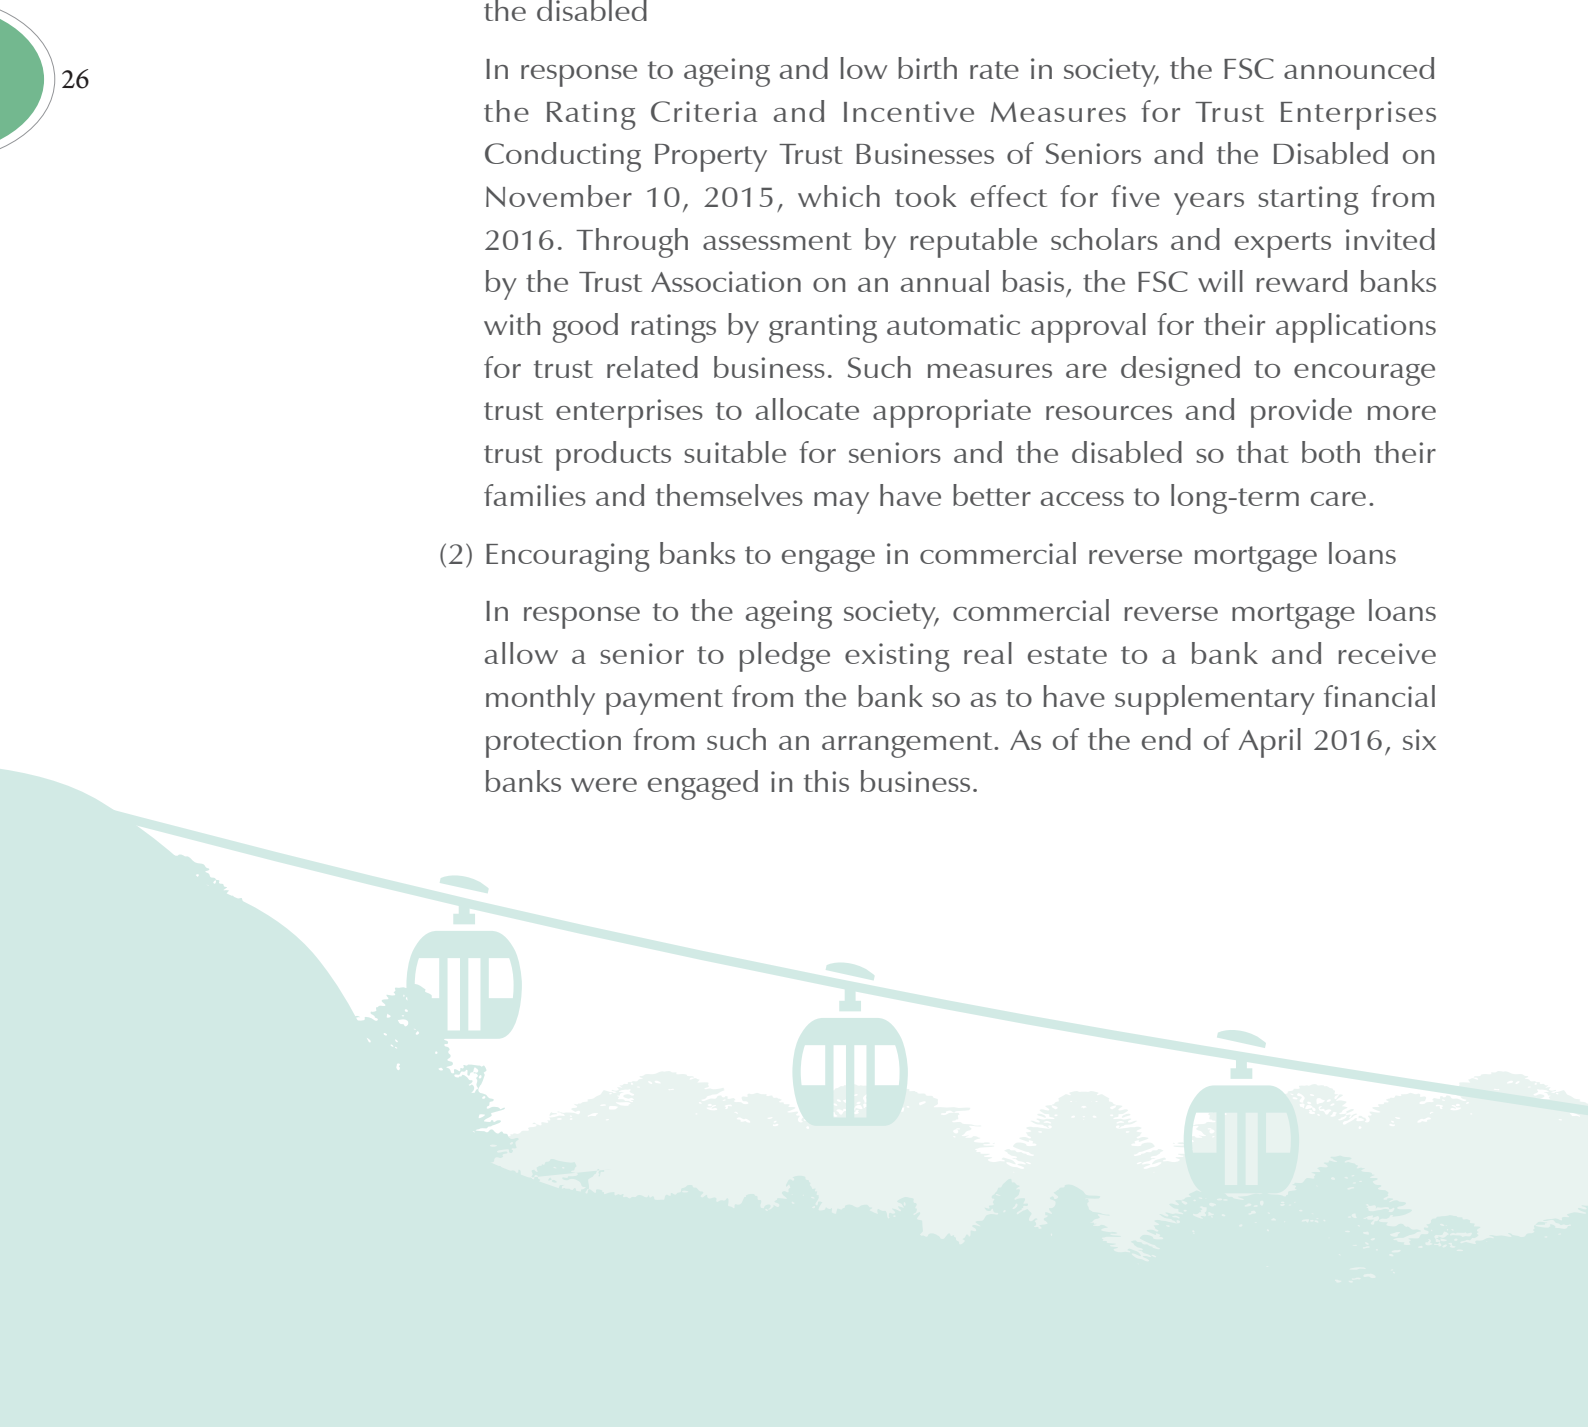 the disabled
26
In response to ageing and low birth rate in society, the FSC announced
the Rating Criteria and Incentive Measures for Trust Enterprises
Conducting Property Trust Businesses of Seniors and the Disabled on
November 10, 2015, which took effect for five years starting from
2016. Through assessment by reputable scholars and experts invited
by the Trust Association on an annual basis, the FSC will reward banks
with good ratings by granting automatic approval for their applications
for trust related business. Such measures are designed to encourage
trust enterprises to allocate appropriate resources and provide more
trust products suitable for seniors and the disabled so that both their
families and themselves may have better access to long-term care.
(2) Encouraging banks to engage in commercial reverse mortgage loans
In response to the ageing society, commercial reverse mortgage loans
allow a senior to pledge existing real estate to a bank and receive
monthly payment from the bank so as to have supplementary financial
protection from such an arrangement. As of the end of April 2016, six
banks were engaged in this business.